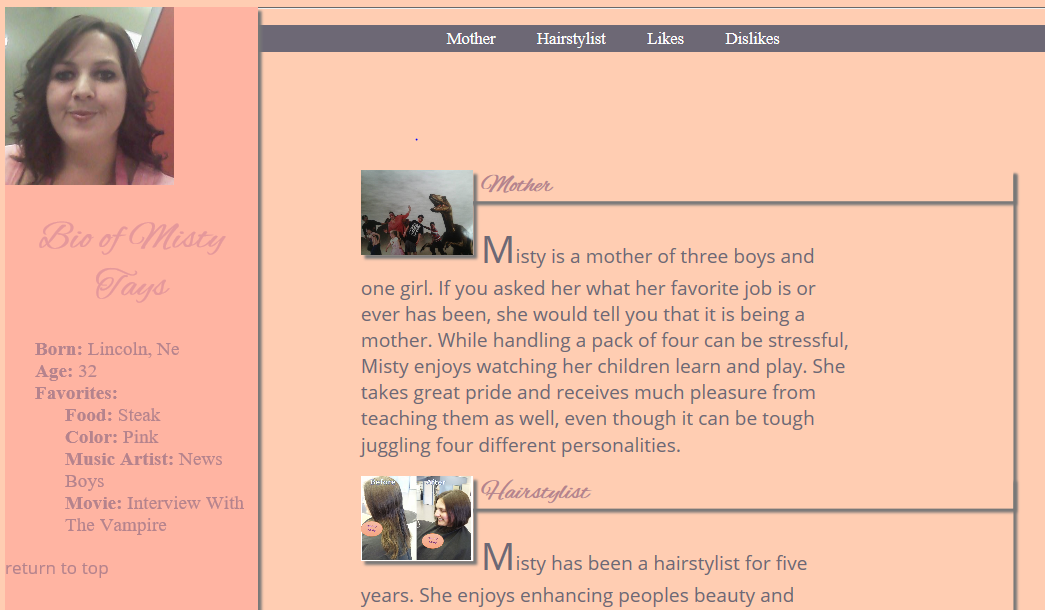 Mother Hairstylist Likes Dislikes
Bio of Misty
Tays
Born: Lincoln, Ne
Age: 32
Favorites:
Food: Steak
Color: Pink
Music Artist: News
Boys
Movie: Interview With
The Vampire
return to top
Mother
Misty is a mother of three boys and
one girl. If you asked her what her favorite job is or
ever has been, she would tell you that it is being a
mother. While handling a pack of four can be stressful,
Misty enjoys watching her children learn and play. She
takes great pride and receives much pleasure from
teaching them as well, even though it can be tough
juggling four different personalities.
Before After
Hairstylist
Misty has been a hairstylist for five
years. She enjoys enhancing peoples beauty and